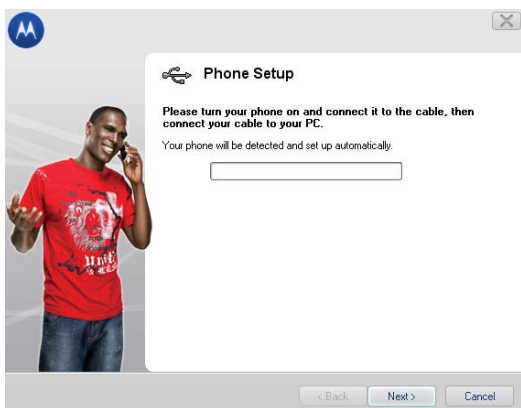 Phone Setup
Please turn your phone on and connect it to the cable, then
connect your cable to your PC.
Your phone will be detected and set up automatically.
< Back
Next >
Cancel